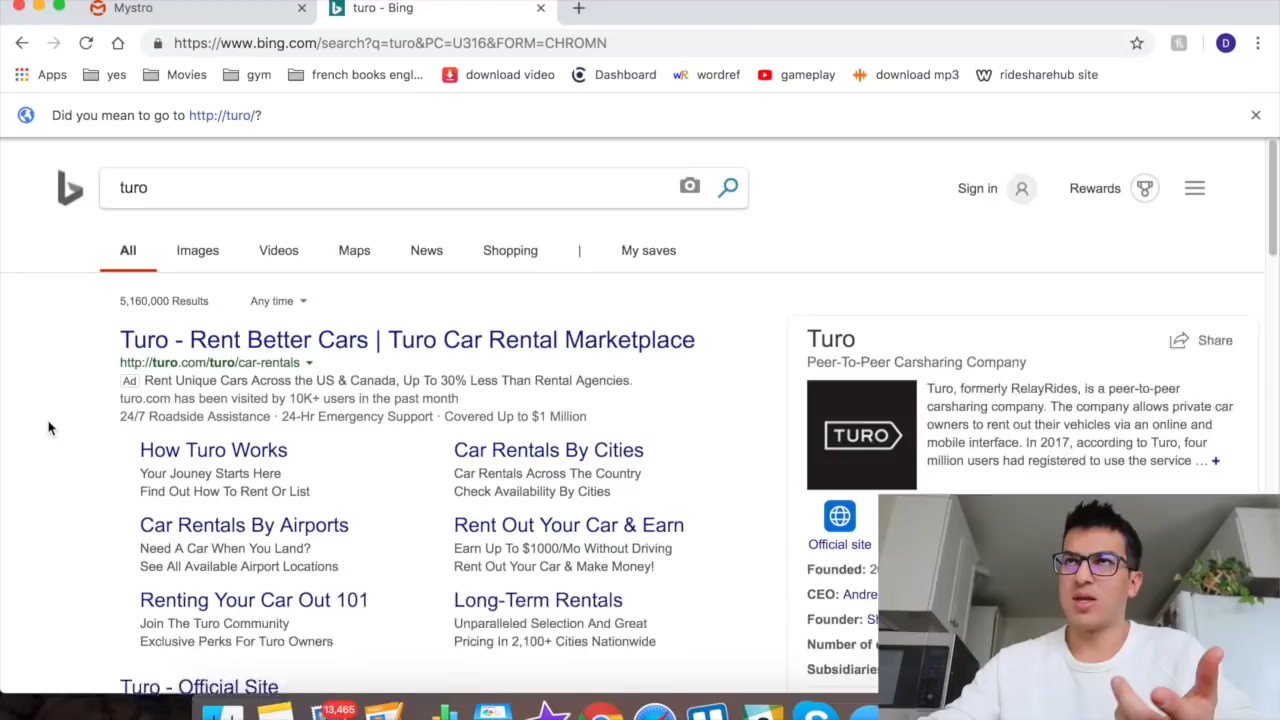 Mystro
turo - Bing
https://www.bing.com/search?q=turo&PC=U316&FORM=CHROMN
D
Apps
yes
Movies
gym
french books engl...
download video
Dashboard
wordref
gameplay
download mp3
ridesharehub site
Did you mean to go to http://turo/?
turo
Sign in
Rewards
All
Images
Videos
Maps
News
Shopping
|
My saves
5,160,000 Results
Any time
Turo - Rent Better Cars | Turo Car Rental Marketplace
http://turo.com/turo/car-rentals
Ad Rent Unique Cars Across the US & Canada, Up To 30% Less Than Rental Agencies.
turo.com has been visited by 10K+ users in the past month
24/7 Roadside Assistance · 24-Hr Emergency Support · Covered Up to $1 Million
How Turo Works
Your Jouney Starts Here
Find Out How To Rent Or List
Car Rentals By Cities
Car Rentals Across The Country
Check Availability By Cities
Car Rentals By Airports
Need A Car When You Land?
See All Available Airport Locations
Rent Out Your Car & Earn
Earn Up To $1000/Mo Without Driving
Rent Out Your Car & Make Money!
Renting Your Car Out 101
Join The Turo Community
Exclusive Perks For Turo Owners
Long-Term Rentals
Unparalleled Selection And Great
Pricing In 2,100+ Cities Nationwide
Turo - Official Site
Turo
Share
Peer-To-Peer Carsharing Company
TURO
Turo, formerly RelayRides, is a peer-to-peer
carsharing company. The company allows private car
owners to rent out their vehicles via an online and
mobile interface. In 2017, according to Turo, four
million users had registered to use the service ... +
Official site
Founded: 2
CEO: Andre
Founder: S
Number of
Subsidiarie
13,465